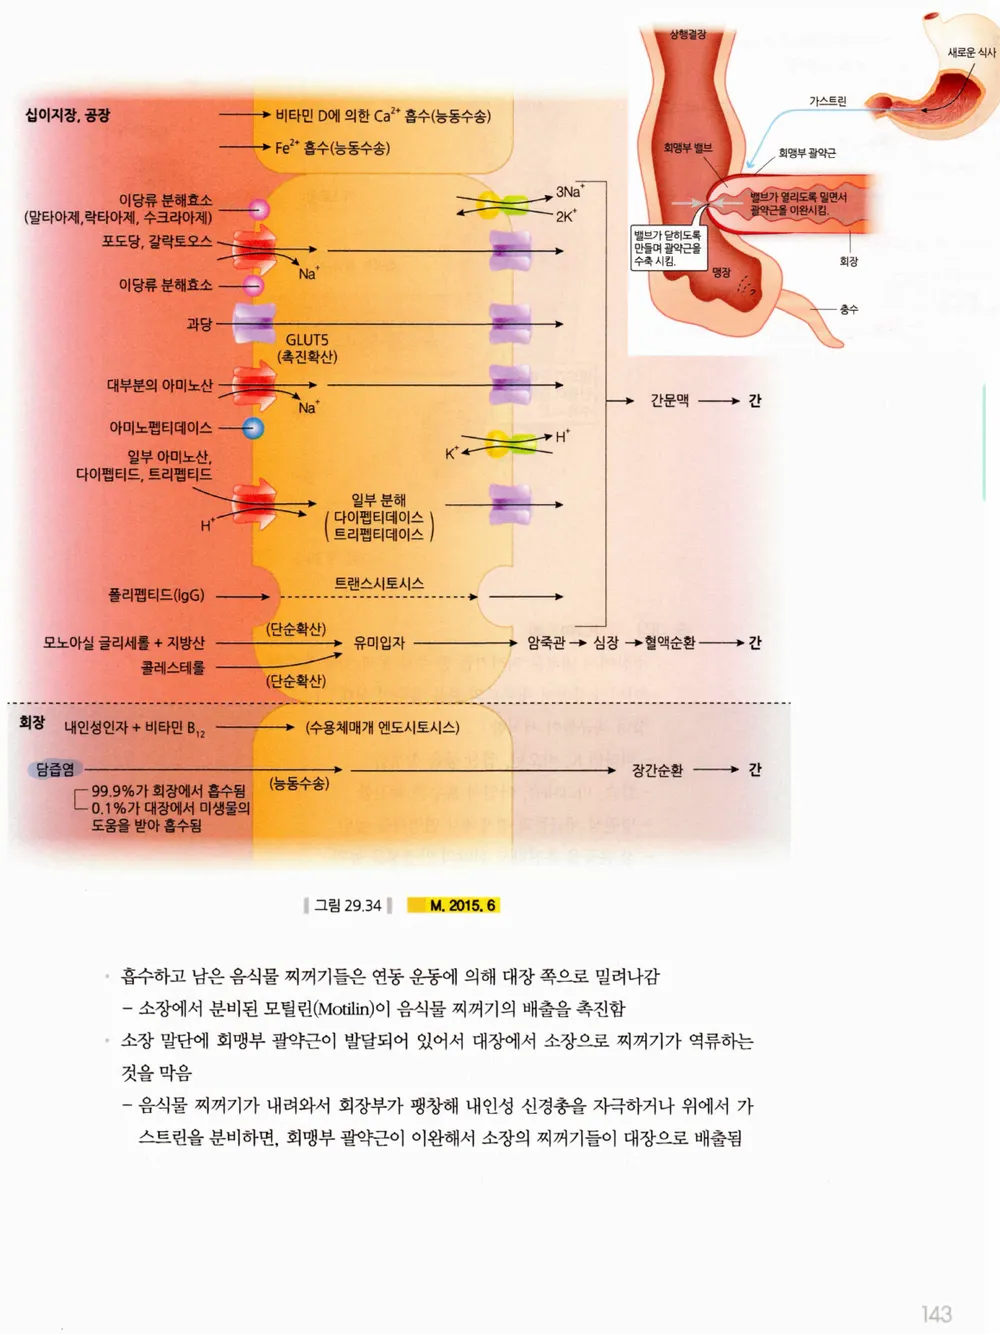 상행결장
새로운 식사
가스트린
회맹부 밸브
회맹부 괄약근
밸브가 열리도록 밀면서
괄약근을 이완시킴.
밸브가 닫히도록
만들며 괄약근을
수축 시킴.
맹장
회장
충수
십이지장, 공장
비타민 D에 의한 Ca²⁺ 흡수(능동수송)
Fe²⁺ 흡수(능동수송)
이당류 분해효소
(말타아제,락타아제, 수크라아제)
3Na⁺
2K⁺
포도당, 갈락토오스
Na⁺
이당류 분해효소
과당
GLUT5
(촉진확산)
대부분의 아미노산
Na⁺
간문맥
간
아미노펩티데이스
H⁺
K⁺
일부 아미노산,
다이펩티드, 트리펩티드
H⁺
일부 분해
(다이펩티데이스
트리펩티데이스)
폴리펩티드(IgG)
트랜스시토시스
(단순확산)
모노아실 글리세롤 + 지방산
유미입자
암죽관
심장
혈액순환
간
콜레스테롤
(단순확산)
회장
내인성인자 + 비타민 B₁₂
(수용체매개 엔도시토시스)
담즙염
(능동수송)
장간순환
간
99.9%가 회장에서 흡수됨
0.1%가 대장에서 미생물의
도움을 받아 흡수됨
그림 29.34
M. 2015. 6
• 흡수하고 남은 음식물 찌꺼기들은 연동 운동에 의해 대장 쪽으로 밀려나감
– 소장에서 분비된 모틸린(Motilin)이 음식물 찌꺼기의 배출을 촉진함
• 소장 말단에 회맹부 괄약근이 발달되어 있어서 대장에서 소장으로 찌꺼기가 역류하는
것을 막음
– 음식물 찌꺼기가 내려와서 회장부가 팽창해 내인성 신경총을 자극하거나 위에서 가
스트린을 분비하면, 회맹부 괄약근이 이완해서 소장의 찌꺼기들이 대장으로 배출됨
143